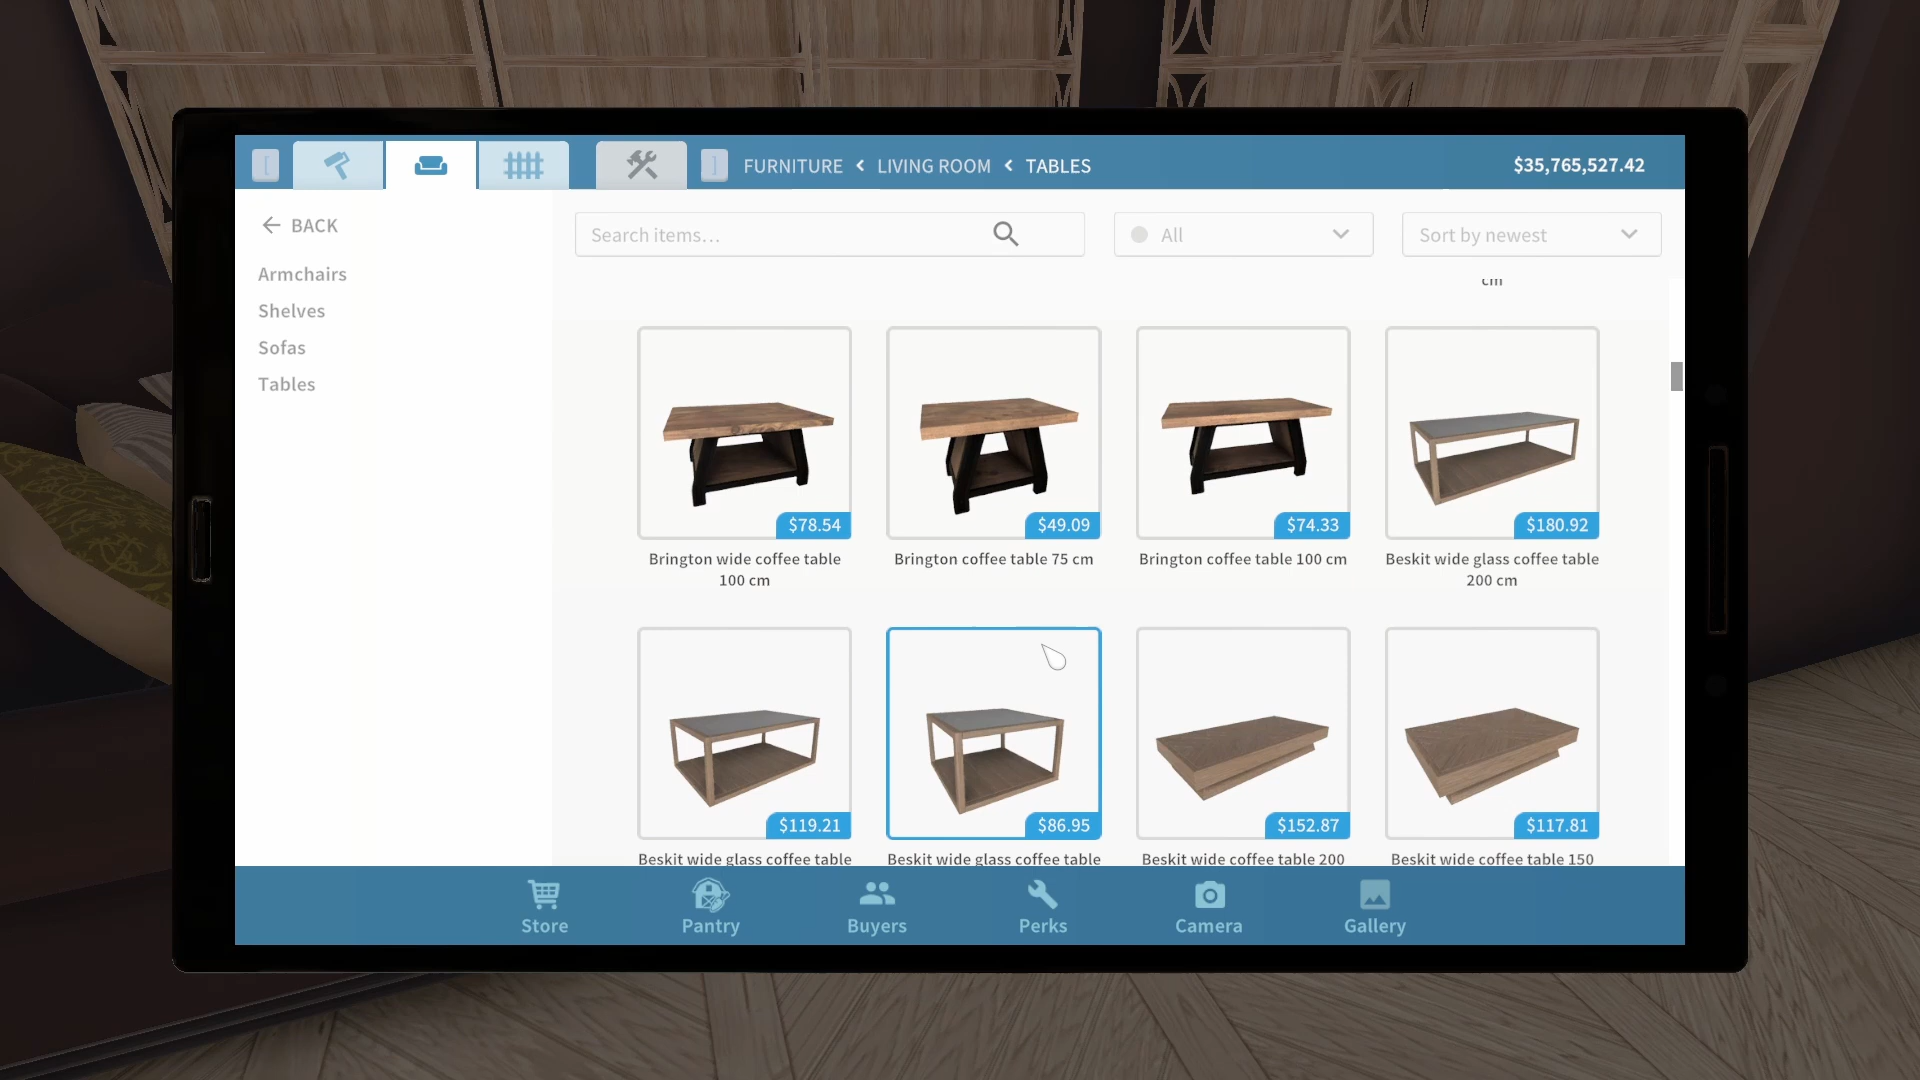 [
]
FURNITURE < LIVING ROOM < TABLES
$35,765,527.42
BACK
Search items...
All
Sort by newest
Armchairs
Shelves
Sofas
Tables
cm
$78.54
$49.09
$74.33
$180.92
Brington wide coffee table
100 cm
Brington coffee table 75 cm
Brington coffee table 100 cm
Beskit wide glass coffee table
200 cm
$119.21
$86.95
$152.87
$117.81
Beskit wide glass coffee table
Beskit wide glass coffee table
Beskit wide coffee table 200
Beskit wide coffee table 150
Store
Pantry
Buyers
Perks
Camera
Gallery